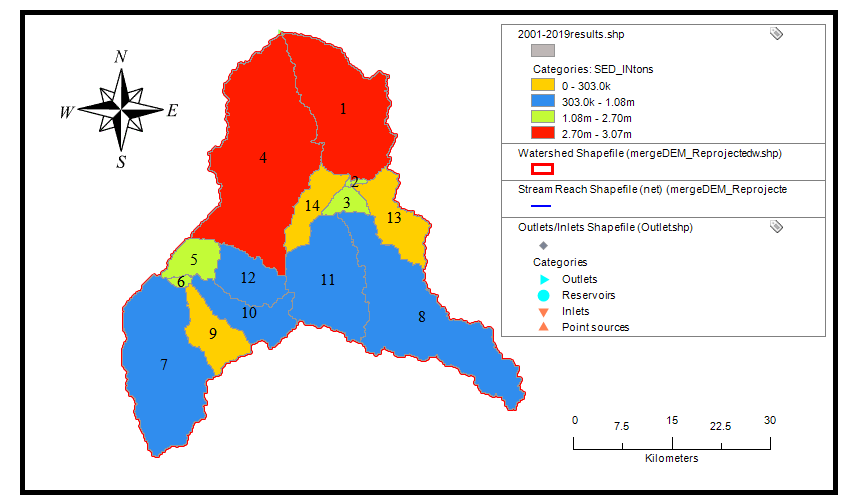 N
W E
S
1
4
2
3
14
13
5
6
12
11
10
8
9
7
2001-2019results.shp
Categories: SED_INtons
0 - 303.0k
303.0k - 1.08m
1.08m - 2.70m
2.70m - 3.07m
Watershed Shapefile (mergeDEM_Reprojectedw.shp)
Stream Reach Shapefile (net) (mergeDEM_Reprojecte
Outlets/Inlets Shapefile (Outlet.shp)
Categories
Outlets
Reservoirs
Inlets
Point sources
0 7.5 15 22.5 30
Kilometers